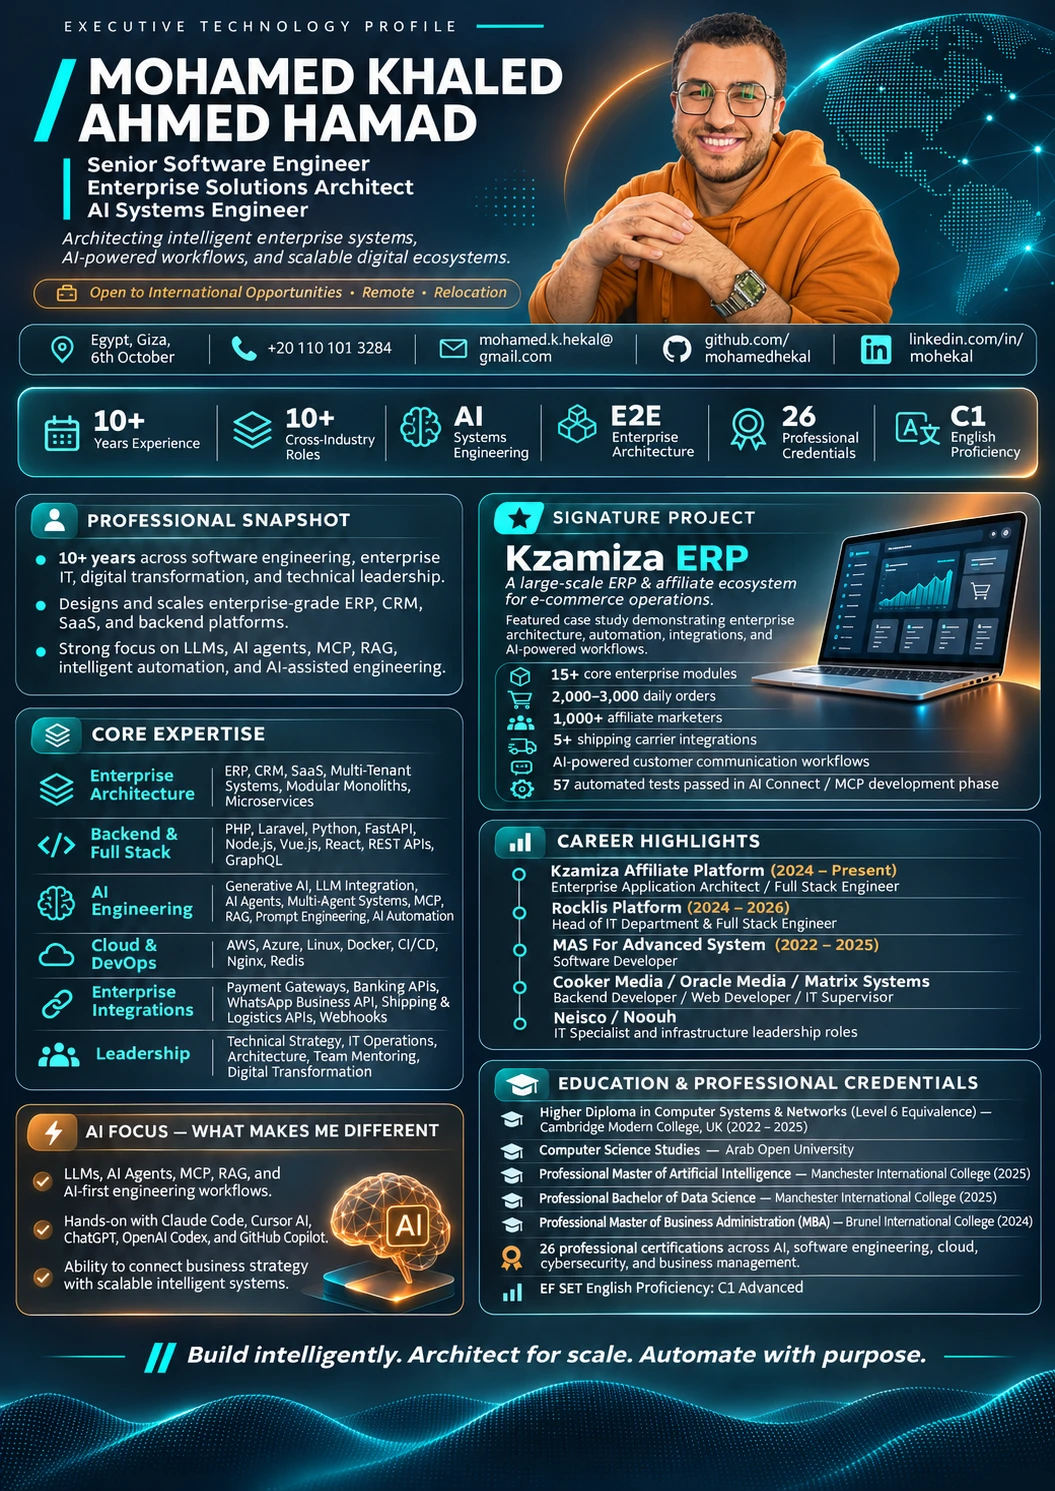 EXECUTIVE TECHNOLOGY PROFILE
MOHAMED KHALED
AHMED HAMAD
Senior Software Engineer
Enterprise Solutions Architect
AI Systems Engineer
Architecting intelligent enterprise systems,
AI-powered workflows, and scalable digital ecosystems.
Open to International Opportunities • Remote • Relocation
Egypt, Giza,
6th October
+20 110 101 3284
mohamed.k.hekal@
gmail.com
github.com/
mohamedhekal
linkedin.com/in/
mohekal
10+
Years Experience
10+
Cross-Industry
Roles
AI
Systems
Engineering
E2E
Enterprise
Architecture
26
Professional
Credentials
C1
English
Proficiency
PROFESSIONAL SNAPSHOT
10+ years across software engineering, enterprise
IT, digital transformation, and technical leadership.
Designs and scales enterprise-grade ERP, CRM,
SaaS, and backend platforms.
Strong focus on LLMs, AI agents, MCP, RAG,
intelligent automation, and AI-assisted engineering.
CORE EXPERTISE
Enterprise
Architecture
ERP, CRM, SaaS, Multi-Tenant
Systems, Modular Monoliths,
Microservices
Backend &
Full Stack
PHP, Laravel, Python, FastAPI,
Node.js, Vue.js, React, REST APIs,
GraphQL
AI
Engineering
Generative AI, LLM Integration,
AI Agents, Multi-Agent Systems, MCP,
RAG, Prompt Engineering, AI Automation
Cloud &
DevOps
AWS, Azure, Linux, Docker, CI/CD,
Nginx, Redis
Enterprise
Integrations
Payment Gateways, Banking APIs,
WhatsApp Business API, Shipping &
Logistics APIs, Webhooks
Leadership
Technical Strategy, IT Operations,
Architecture, Team Mentoring,
Digital Transformation
AI FOCUS — WHAT MAKES ME DIFFERENT
LLMs, AI Agents, MCP, RAG, and
AI-first engineering workflows.
Hands-on with Claude Code, Cursor AI,
ChatGPT, OpenAI Codex, and GitHub Copilot.
Ability to connect business strategy
with scalable intelligent systems.
AI
SIGNATURE PROJECT
Kzamiza ERP
A large-scale ERP & affiliate ecosystem
for e-commerce operations.
Featured case study demonstrating enterprise
architecture, automation, integrations, and
AI-powered workflows.
15+ core enterprise modules
2,000–3,000 daily orders
1,000+ affiliate marketers
5+ shipping carrier integrations
AI-powered customer communication workflows
57 automated tests passed in AI Connect / MCP development phase
CAREER HIGHLIGHTS
Kzamiza Affiliate Platform (2024 – Present)
Enterprise Application Architect / Full Stack Engineer
Rocklis Platform (2024 – 2026)
Head of IT Department & Full Stack Engineer
MAS For Advanced System (2022 – 2025)
Software Developer
Cooker Media / Oracle Media / Matrix Systems
Backend Developer / Web Developer / IT Supervisor
Neisco / Noouh
IT Specialist and infrastructure leadership roles
EDUCATION & PROFESSIONAL CREDENTIALS
Higher Diploma in Computer Systems & Networks (Level 6 Equivalence) —
Cambridge Modern College, UK (2022 – 2025)
Computer Science Studies — Arab Open University
Professional Master of Artificial Intelligence — Manchester International College (2025)
Professional Bachelor of Data Science — Manchester International College (2025)
Professional Master of Business Administration (MBA) — Brunel International College (2024)
26 professional certifications across AI, software engineering, cloud,
cybersecurity, and business management.
EF SET English Proficiency: C1 Advanced
Build intelligently. Architect for scale. Automate with purpose.